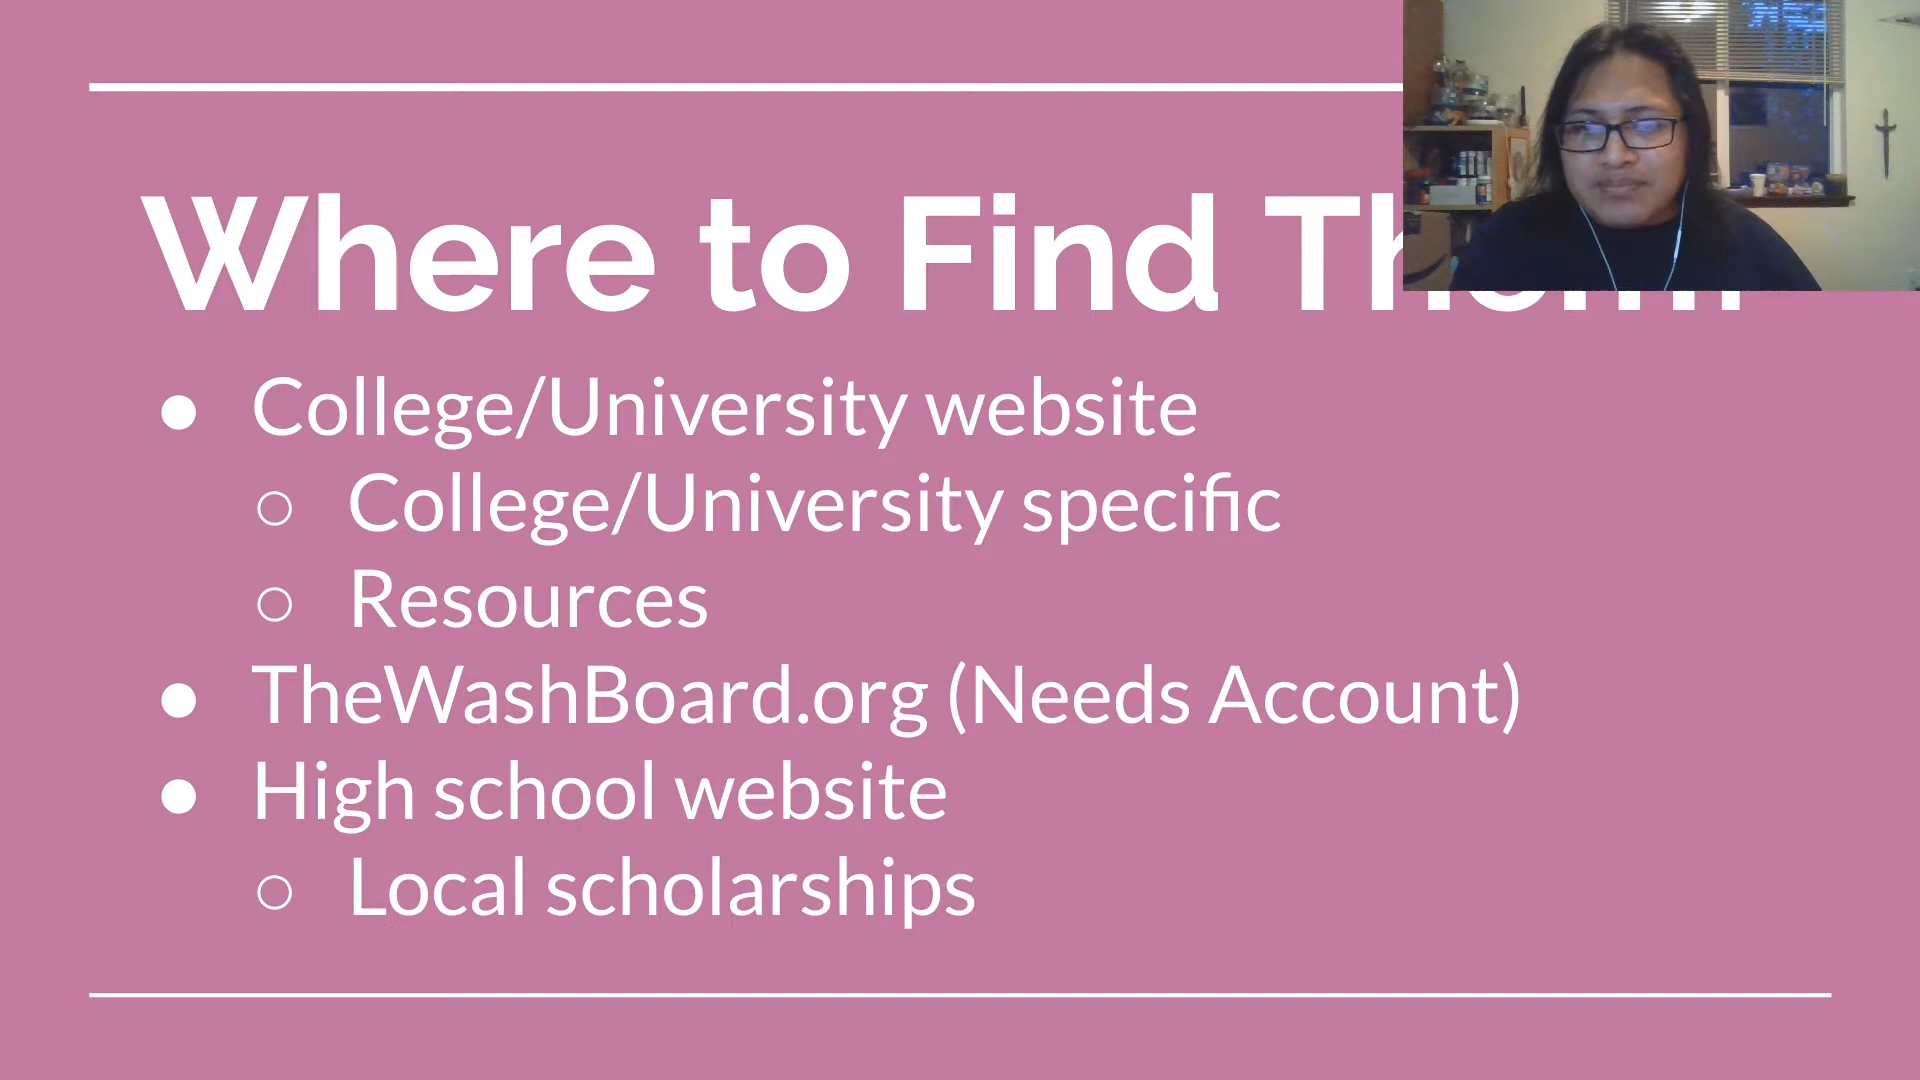 Where to Find
● College/University website
○ College/University specific
○ Resources
● TheWashBoard.org (Needs Account)
● High school website
○ Local scholarships